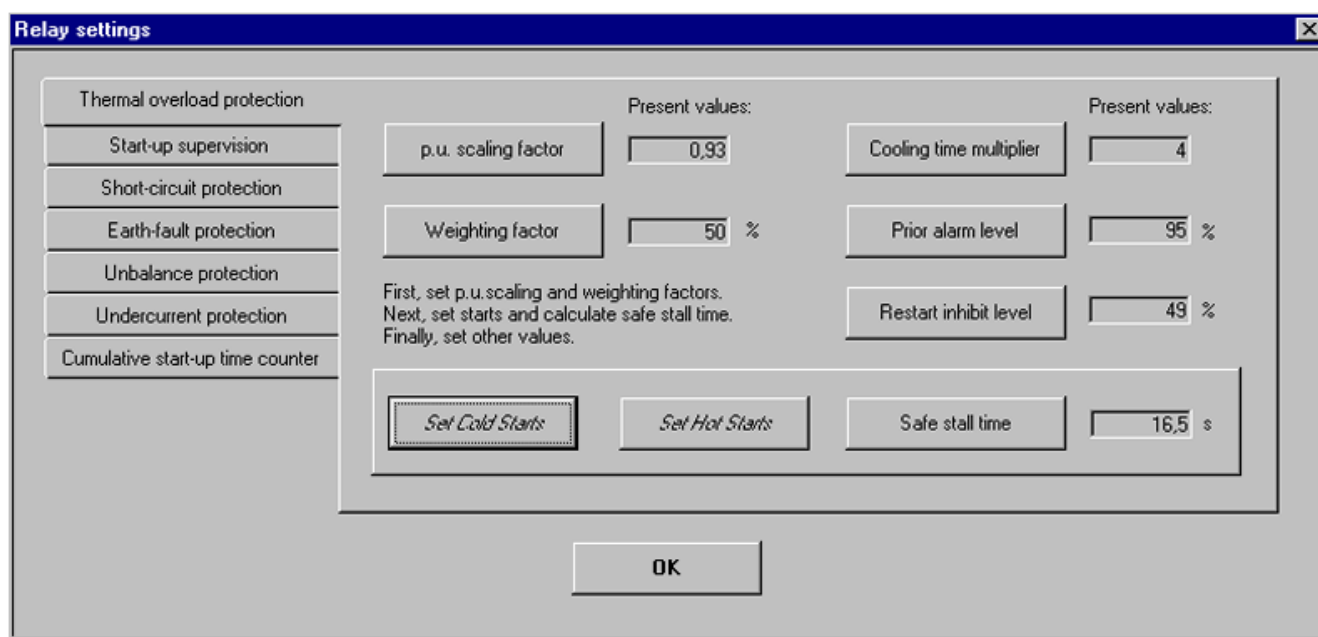 Relay settings
Thermal overload protection
Start-up supervision
Short-circuit protection
Earth-fault protection
Unbalance protection
Undercurrent protection
Cumulative start-up time counter
Present values:
Present values:
p.u. scaling factor
0,93
Cooling time multiplier
4
Weighting factor
50 %
Prior alarm level
95 %
First, set p.u.scaling and weighting factors.
Next, set starts and calculate safe stall time.
Finally, set other values.
Restart inhibit level
49 %
Set Cold Starts
Set Hot Starts
Safe stall time
16,5 s
OK